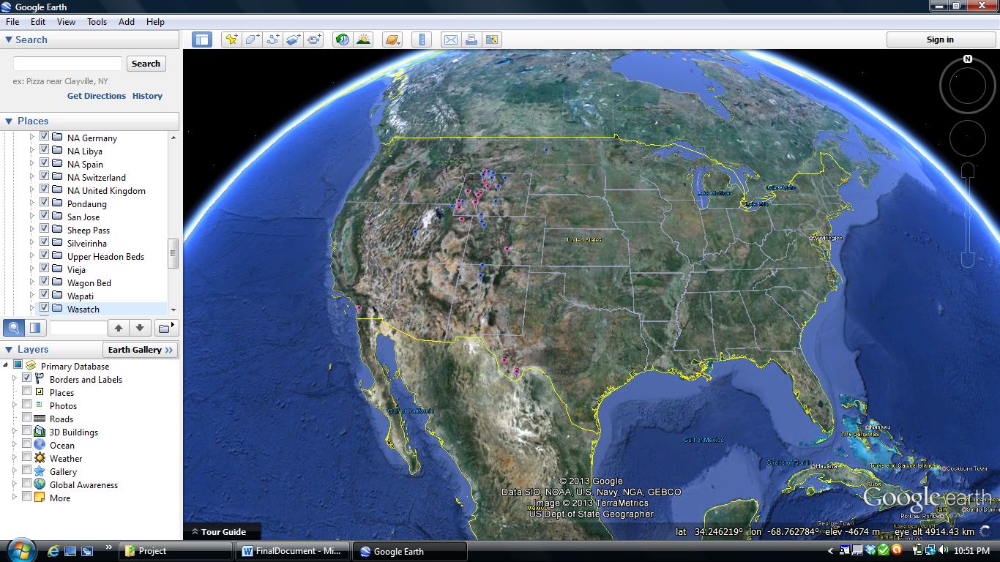 Google Earth
File Edit View Tools Add Help
Search
Sign in
Search
ex: Pizza near Clayville, NY
Get Directions History
Places
NA Germany
NA Libya
NA Spain
NA Switzerland
NA United Kingdom
Pondaung
San Jose
Sheep Pass
Silveirinha
Upper Headon Beds
Vieja
Wagon Bed
Wapati
Wasatch
Layers
Earth Gallery >>
Primary Database
Borders and Labels
Places
Photos
Roads
3D Buildings
Ocean
Weather
Gallery
Global Awareness
More
N
Lake Michigan
United States
Washington
Gulf of California
Gulf of Mexico
Nassau
The Bahamas
Straits of Florida
Havana
Turks and Caicos Islands
Cockburn Town
Cuba
Mexico
© 2013 Google
Data SIO, NOAA, U.S. Navy, NGA, GEBCO
Image © 2013 TerraMetrics
US Dept of State Geographer
Google earth
Port-au-Prince
George Town
Tour Guide
lat 34.246219° lon -68.762784° elev -4674 m eye alt 4914.43 km
Project
FinalDocument - Mi...
Google Earth
10:51 PM